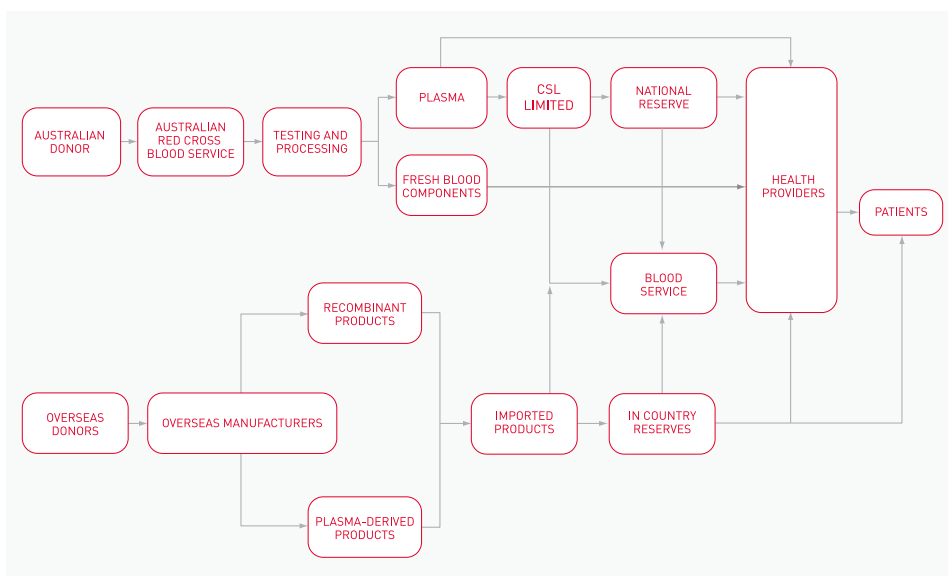 PLASMA
CSL
LIMITED
NATIONAL
RESERVE
AUSTRALIAN
DONOR
AUSTRALIAN
RED CROSS
BLOOD SERVICE
TESTING AND
PROCESSING
FRESH BLOOD
COMPONENTS
HEALTH
PROVIDERS
PATIENTS
BLOOD
SERVICE
RECOMBINANT
PRODUCTS
OVERSEAS
DONORS
OVERSEAS MANUFACTURERS
IMPORTED
PRODUCTS
IN COUNTRY
RESERVES
PLASMA-DERIVED
PRODUCTS